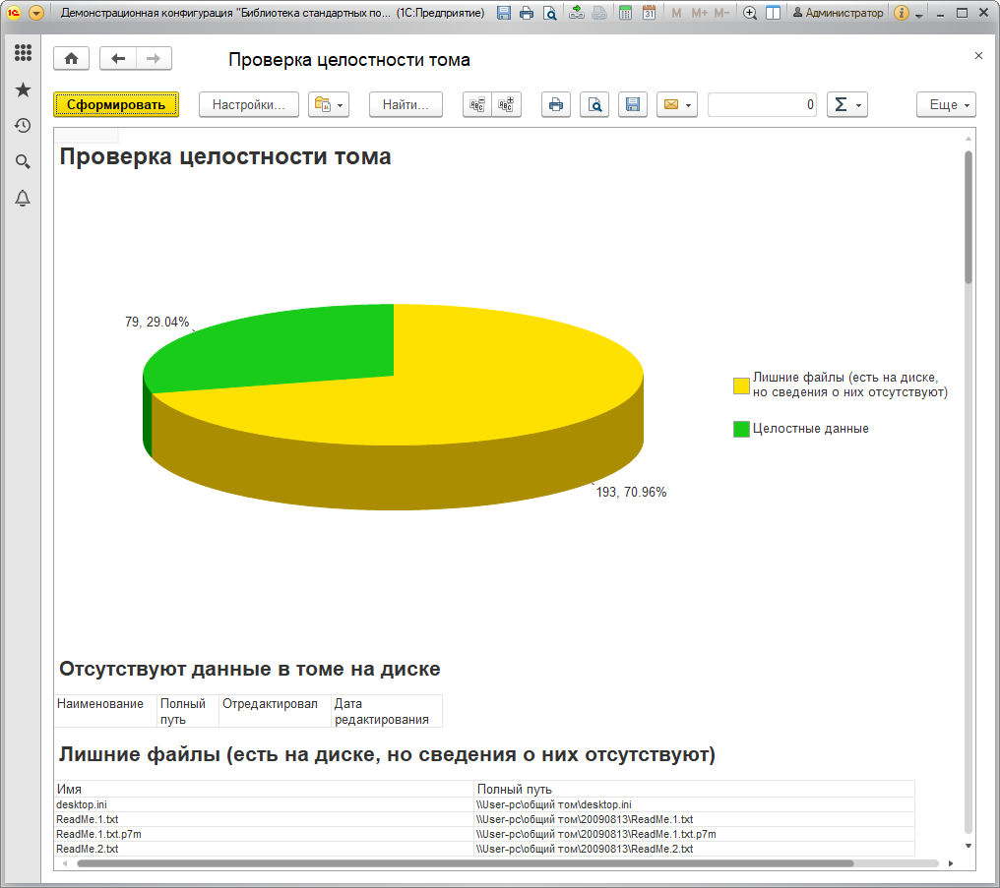 Демонстрационная конфигурация "Библиотека стандартных по... (1С:Предприятие)
31
M M+ M-
Администратор
Проверка целостности тома
Сформировать
Настройки...
Найти...
0
Σ
Еще
Проверка целостности тома
79, 29.04%
Лишние файлы (есть на диске,
но сведения о них отсутствуют)
Целостные данные
193, 70.96%
Отсутствуют данные в томе на диске
Наименование Полный путь Отредактировал Дата редактирования
Лишние файлы (есть на диске, но сведения о них отсутствуют)
Имя Полный путь
desktop.ini \\User-pc\общий том\desktop.ini
ReadMe.1.txt \\User-pc\общий том\20090813\ReadMe.1.txt
ReadMe.1.txt.p7m \\User-pc\общий том\20090813\ReadMe.1.txt.p7m
ReadMe.2.txt \\User-pc\общий том\20090813\ReadMe.2.txt